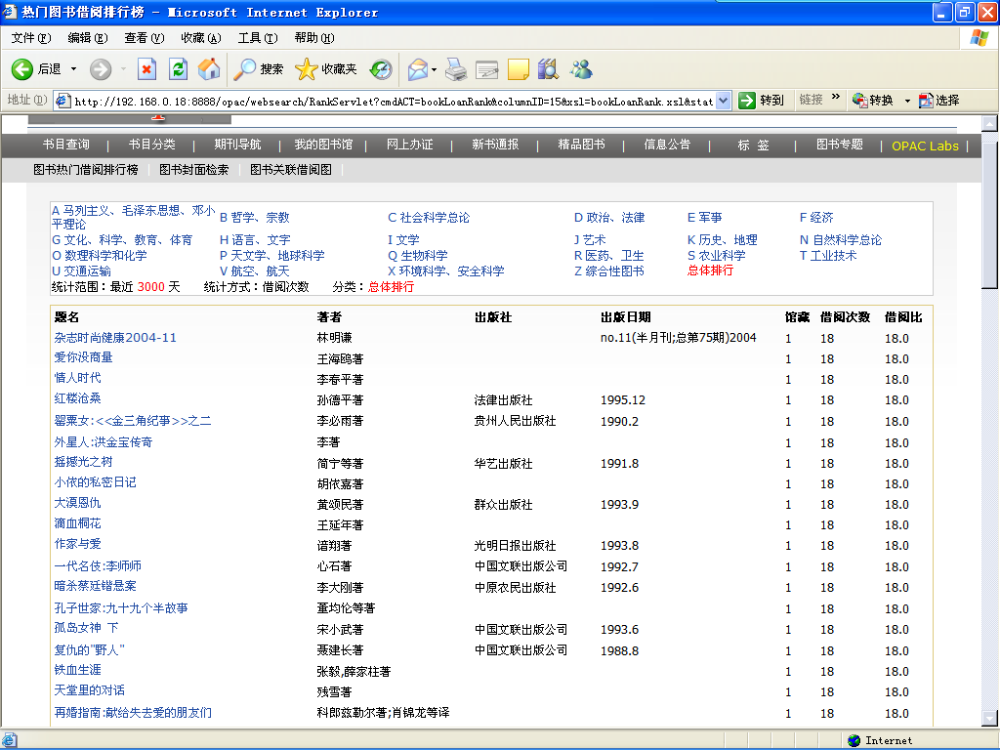 热门图书借阅排行榜 - Microsoft Internet Explorer
文件(F) 编辑(E) 查看(V) 收藏(A) 工具(T) 帮助(H)
后退 搜索 收藏夹
地址(D) http://192.168.0.18:8888/opac/websearch/RankServlet?cmdACT=bookLoanRank&columnID=15&xsl=bookLoanRank.xsl&stat 转到 链接 » 转换 选择
书目查询 | 书目分类 | 期刊导航 | 我的图书馆 | 网上办证 | 新书通报 | 精品图书 | 信息公告 | 标 签 | 图书专题 | OPAC Labs |
图书热门借阅排行榜 图书封面检索 图书关联借阅图
A 马列主义、毛泽东思想、邓小平理论 B 哲学、宗教 C 社会科学总论 D 政治、法律 E 军事 F 经济
G 文化、科学、教育、体育 H 语言、文字 I 文学 J 艺术 K 历史、地理 N 自然科学总论
O 数理科学和化学 P 天文学、地球科学 Q 生物科学 R 医药、卫生 S 农业科学 T 工业技术
U 交通运输 V 航空、航天 X 环境科学、安全科学 Z 综合性图书 总体排行
统计范围：最近 3000 天 统计方式：借阅次数 分类：总体排行
题名 著者 出版社 出版日期 馆藏 借阅次数 借阅比
杂志时尚健康2004-11 林明谦 no.11(半月刊;总第75期)2004 1 18 18.0
爱你没商量 王海鸥著 1 18 18.0
情人时代 李春平著 1 18 18.0
红楼沧桑 孙德平著 法律出版社 1995.12 1 18 18.0
罂粟女:<<金三角纪事>>之二 李必雨著 贵州人民出版社 1990.2 1 18 18.0
外星人:洪金宝传奇 李著 1 18 18.0
摇撼光之树 简宁等著 华艺出版社 1991.8 1 18 18.0
小依的私密日记 胡依嘉著 1 18 18.0
大漠恩仇 黄颂民著 群众出版社 1993.9 1 18 18.0
滴血桐花 王延年著 1 18 18.0
作家与爱 谙翔著 光明日报出版社 1993.8 1 18 18.0
一代名伎:李师师 心石著 中国文联出版公司 1992.7 1 18 18.0
暗杀蔡廷锴悬案 李大刚著 中原农民出版社 1992.6 1 18 18.0
孔子世家:九十九个半故事 董均伦等著 1 18 18.0
孤岛女神 下 宋小武著 中国文联出版公司 1993.6 1 18 18.0
复仇的"野人" 聂建长著 中国文联出版公司 1988.8 1 18 18.0
铁血生涯 张毅,薛家柱著 1 18 18.0
天堂里的对话 残雪著 1 18 18.0
再婚指南:献给失去爱的朋友们 科郎兹勒尔著;肖锦龙等译 1 18 18.0
Internet